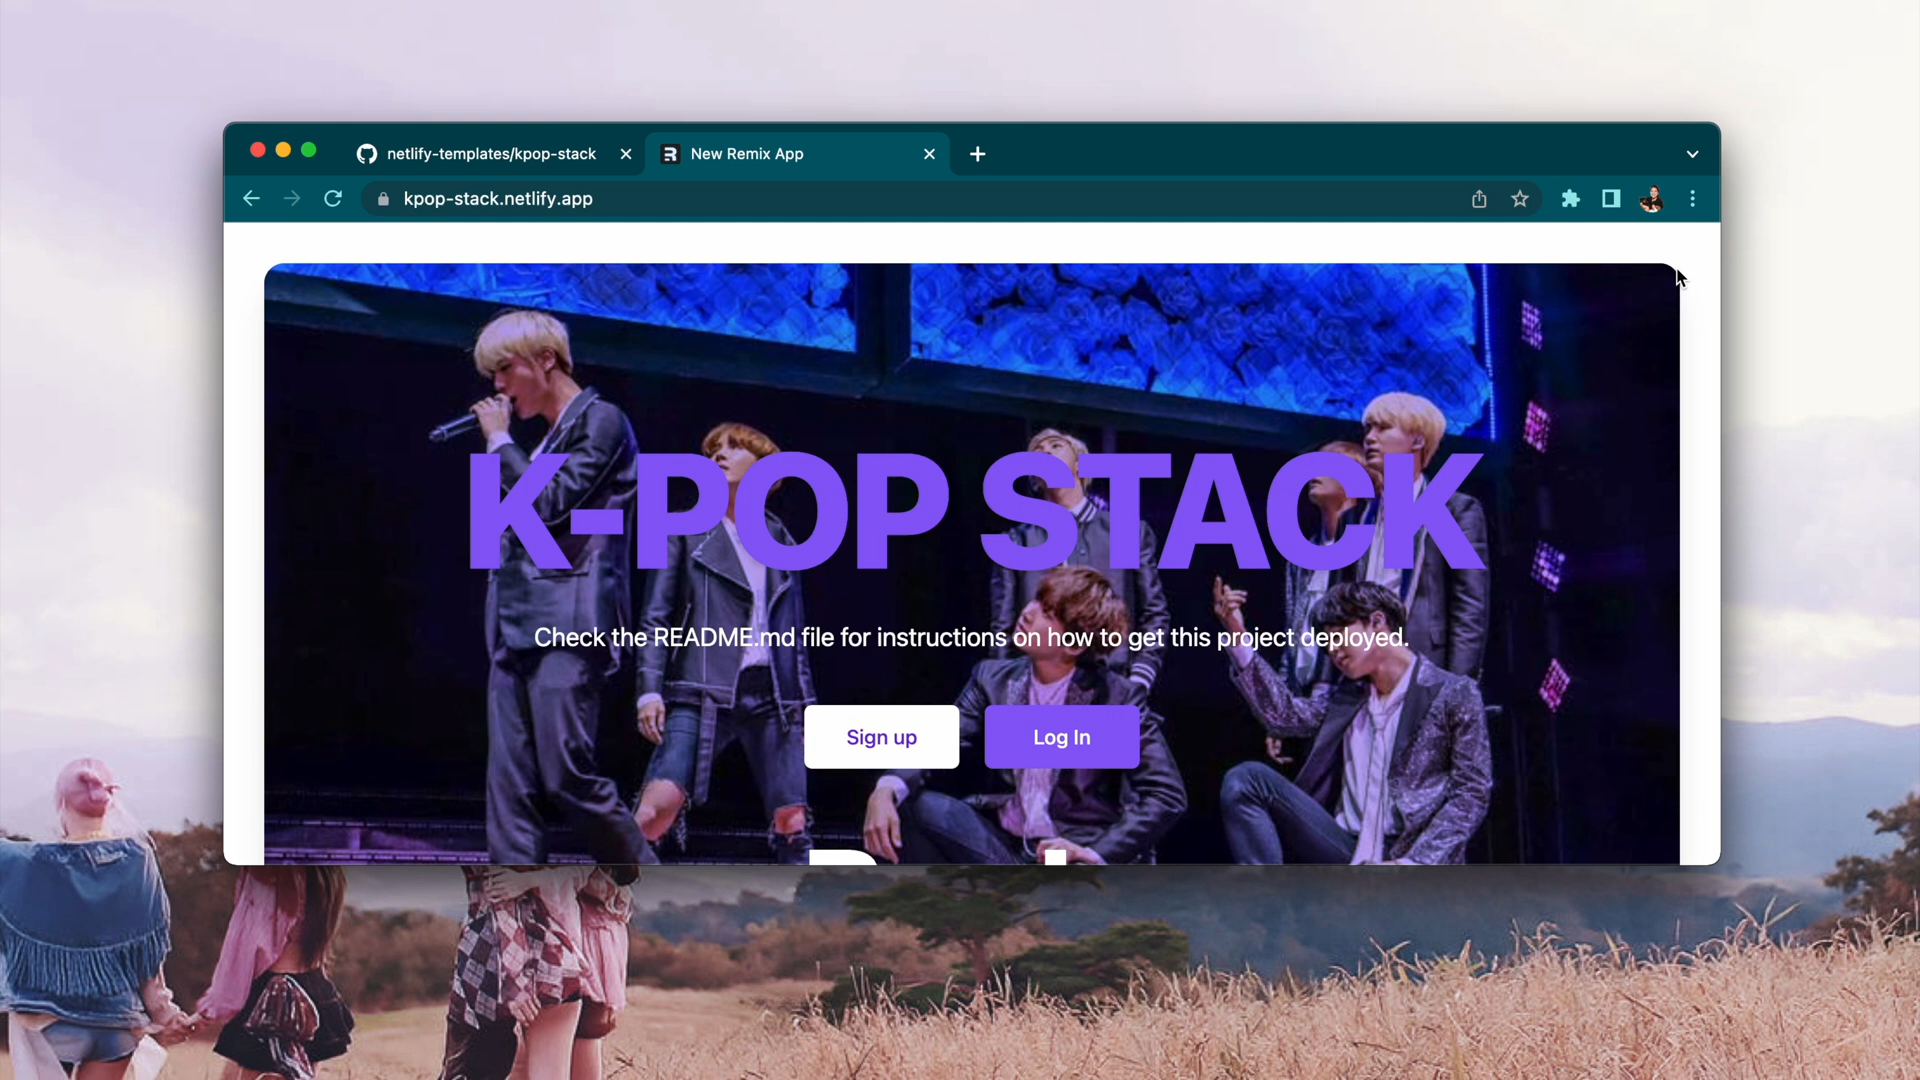 netlify-templates/kpop-stack
New Remix App
kpop-stack.netlify.app
K-POP STACK
Check the README.md file for instructions on how to get this project deployed.
Sign up
Log In